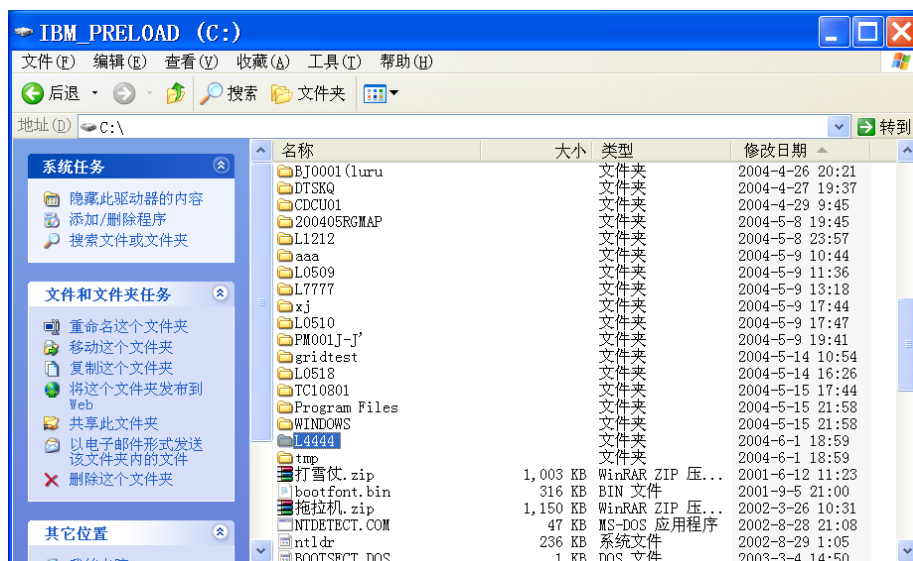 IBM_PRELOAD (C:)
文件(F) 编辑(E) 查看(V) 收藏(A) 工具(T) 帮助(H)
后退 搜索 文件夹
地址(D) C:\ 转到
系统任务
隐藏此驱动器的内容
添加/删除程序
搜索文件或文件夹
文件和文件夹任务
重命名这个文件夹
移动这个文件夹
复制这个文件夹
将这个文件夹发布到
Web
共享此文件夹
以电子邮件形式发送
该文件夹内的文件
删除这个文件夹
其它位置
名称 大小 类型 修改日期
BJ0001(luru 文件夹 2004-4-26 20:21
DTSKQ 文件夹 2004-4-27 19:37
CDCU01 文件夹 2004-4-29 9:45
200405RGMAP 文件夹 2004-5-8 19:45
L1212 文件夹 2004-5-8 23:57
aaa 文件夹 2004-5-9 10:44
L0509 文件夹 2004-5-9 11:36
L7777 文件夹 2004-5-9 13:18
xj 文件夹 2004-5-9 17:44
L0510 文件夹 2004-5-9 17:47
PM001J-J' 文件夹 2004-5-9 19:41
gridtest 文件夹 2004-5-14 10:54
L0518 文件夹 2004-5-14 16:26
TC10801 文件夹 2004-5-15 17:44
Program Files 文件夹 2004-5-15 21:58
WINDOWS 文件夹 2004-5-15 21:58
L4444 文件夹 2004-6-1 18:59
tmp 文件夹 2004-6-1 18:59
打雪仗.zip 1,003 KB WinRAR ZIP 压... 2001-6-12 11:23
bootfont.bin 316 KB BIN 文件 2001-9-5 21:00
拖拉机.zip 1,150 KB WinRAR ZIP 压... 2002-3-26 10:31
NTDETECT.COM 47 KB MS-DOS 应用程序 2002-8-28 21:08
ntldr 236 KB 系统文件 2002-8-29 1:05
BOOTSECT.DOS 1 KB DOS 文件 2003-3-4 14:50